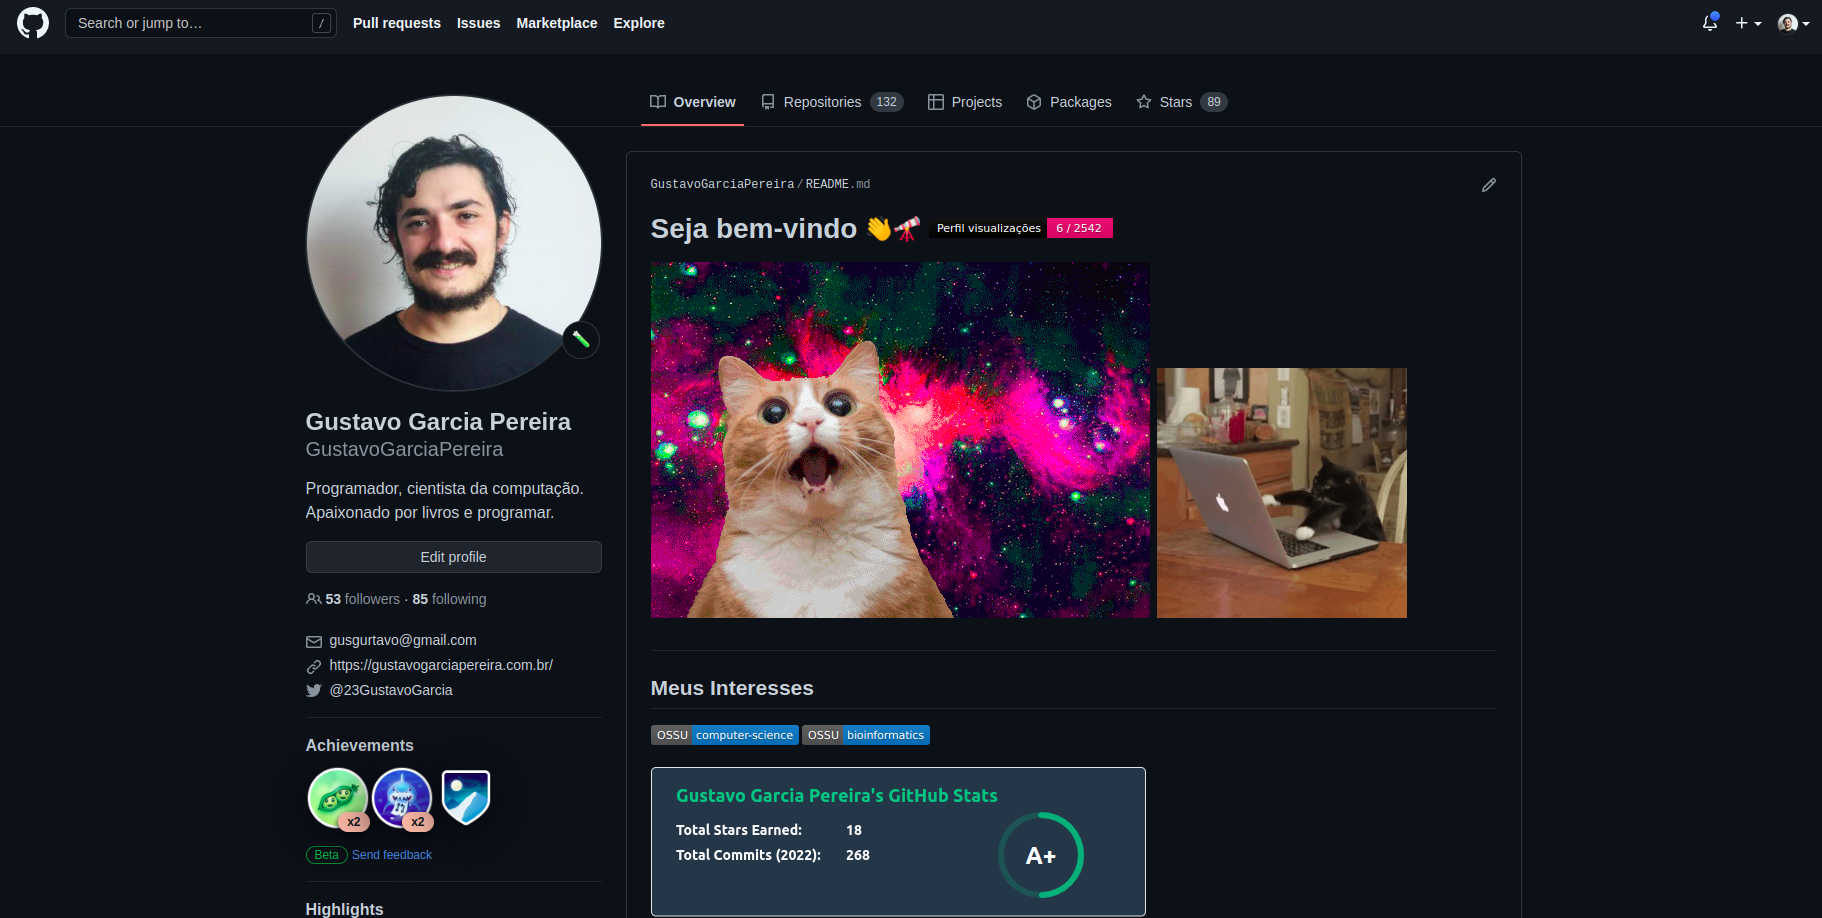 Search or jump to…
/
Pull requests
Issues
Marketplace
Explore
Overview
Repositories 132
Projects
Packages
Stars 89
Gustavo Garcia Pereira
GustavoGarciaPereira
Programador, cientista da computação.
Apaixonado por livros e programar.
Edit profile
53 followers · 85 following
gusgurtavo@gmail.com
https://gustavogarciapereira.com.br/
@23GustavoGarcia
Achievements
x2
x2
Beta Send feedback
Highlights
GustavoGarciaPereira/README.md
Seja bem-vindo Perfil visualizações 6 / 2542
Meus Interesses
OSSU computer-science OSSU bioinformatics
Gustavo Garcia Pereira's GitHub Stats
Total Stars Earned: 18
Total Commits (2022): 268
A+